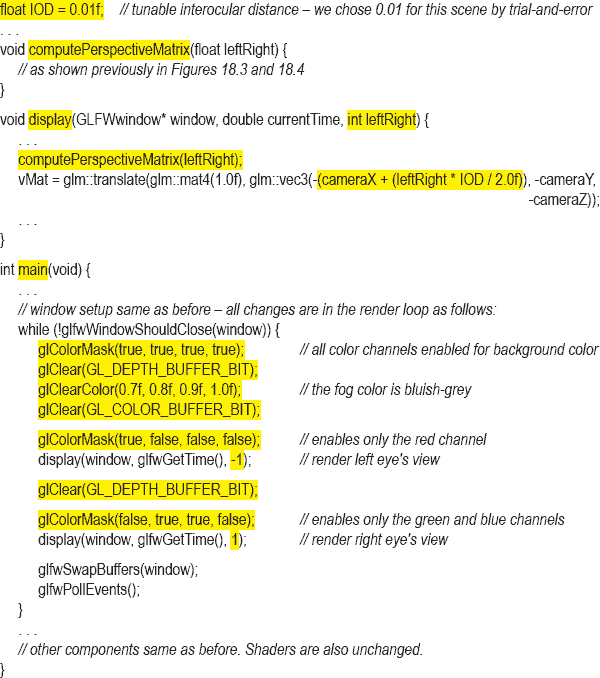 float IOD = 0.01f; // tunable interocular distance – we chose 0.01 for this scene by trial-and-error
. . .
void computePerspectiveMatrix(float leftRight) {
// as shown previously in Figures 18.3 and 18.4
}
void display(GLFWwindow* window, double currentTime, int leftRight) {
. . .
computePerspectiveMatrix(leftRight);
vMat = glm::translate(glm::mat4(1.0f), glm::vec3(-(cameraX + (leftRight * IOD / 2.0f)), -cameraY,
-cameraZ));
. . .
}
int main(void) {
. . .
// window setup same as before – all changes are in the render loop as follows:
while (!glfwWindowShouldClose(window)) {
glColorMask(true, true, true, true); // all color channels enabled for background color
glClear(GL_DEPTH_BUFFER_BIT);
glClearColor(0.7f, 0.8f, 0.9f, 1.0f); // the fog color is bluish-grey
glClear(GL_COLOR_BUFFER_BIT);
glColorMask(true, false, false, false); // enables only the red channel
display(window, glfwGetTime(), -1); // render left eye's view
glClear(GL_DEPTH_BUFFER_BIT);
glColorMask(false, true, true, false); // enables only the green and blue channels
display(window, glfwGetTime(), 1); // render right eye's view
glfwSwapBuffers(window);
glfwPollEvents();
}
. . .
// other components same as before. Shaders are also unchanged.
}